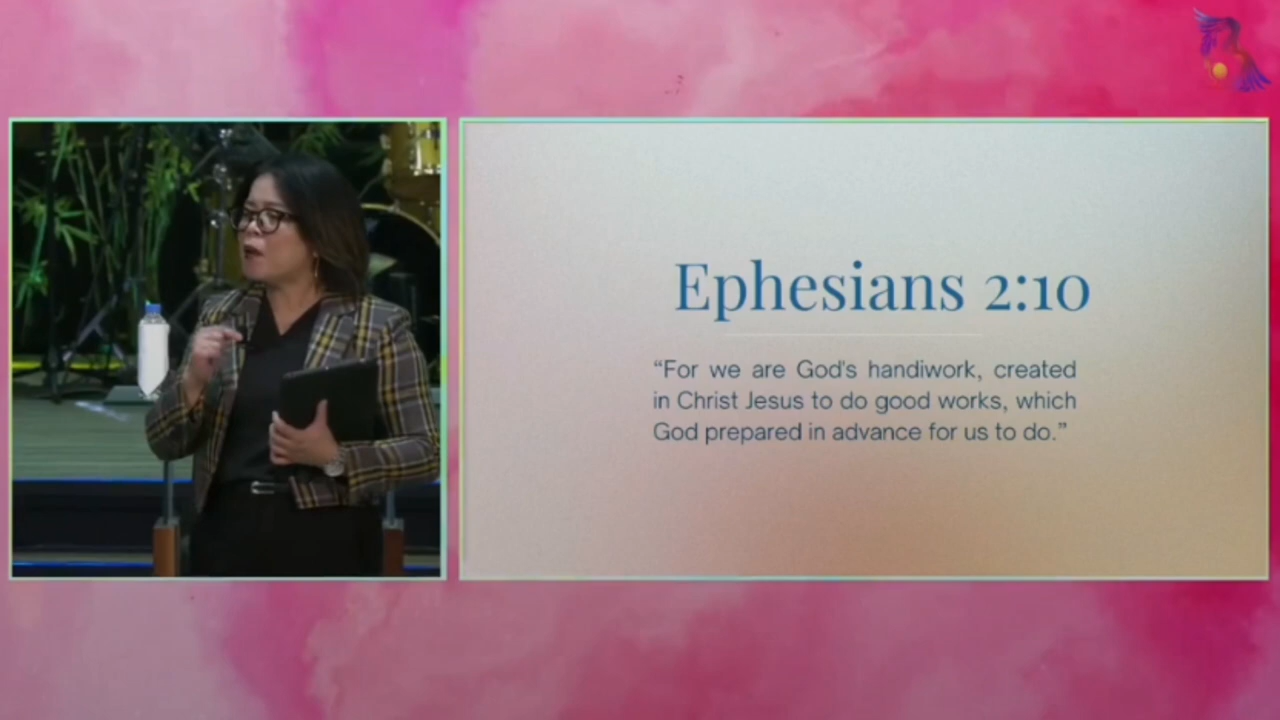 Ephesians 2:10
“For we are God's handiwork, created
in Christ Jesus to do good works, which
God prepared in advance for us to do.”